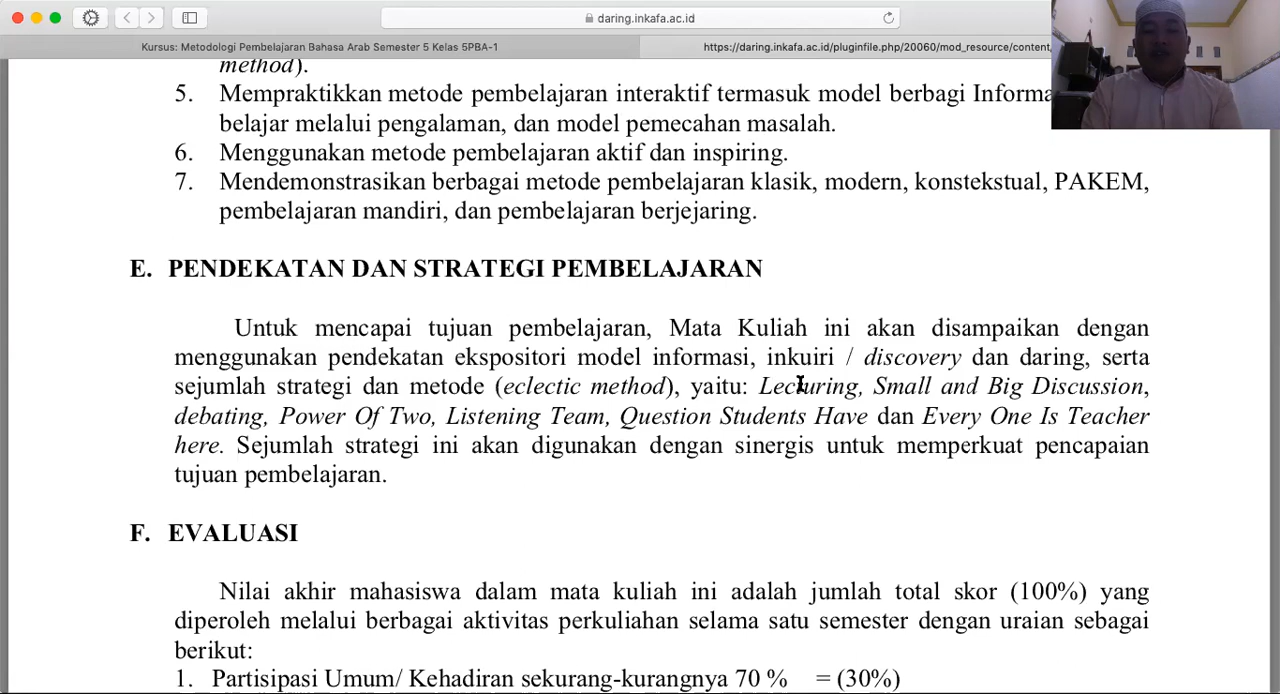 daring.inkafa.ac.id
Kursus: Metodologi Pembelajaran Bahasa Arab Semester 5 Kelas 5PBA-1
https://daring.inkafa.ac.id/pluginfile.php/20060/mod_resource/content,
method).
5. Mempraktikkan metode pembelajaran interaktif termasuk model berbagi Informa
belajar melalui pengalaman, dan model pemecahan masalah.
6. Menggunakan metode pembelajaran aktif dan inspiring.
7. Mendemonstrasikan berbagai metode pembelajaran klasik, modern, konstekstual, PAKEM,
pembelajaran mandiri, dan pembelajaran berjejaring.
E. PENDEKATAN DAN STRATEGI PEMBELAJARAN
Untuk mencapai tujuan pembelajaran, Mata Kuliah ini akan disampaikan dengan
menggunakan pendekatan ekspositori model informasi, inkuiri / discovery dan daring, serta
sejumlah strategi dan metode (eclectic method), yaitu: Lecturing, Small and Big Discussion,
debating, Power Of Two, Listening Team, Question Students Have dan Every One Is Teacher
here. Sejumlah strategi ini akan digunakan dengan sinergis untuk memperkuat pencapaian
tujuan pembelajaran.
F. EVALUASI
Nilai akhir mahasiswa dalam mata kuliah ini adalah jumlah total skor (100%) yang
diperoleh melalui berbagai aktivitas perkuliahan selama satu semester dengan uraian sebagai
berikut:
1. Partisipasi Umum/ Kehadiran sekurang-kurangnya 70 % = (30%)